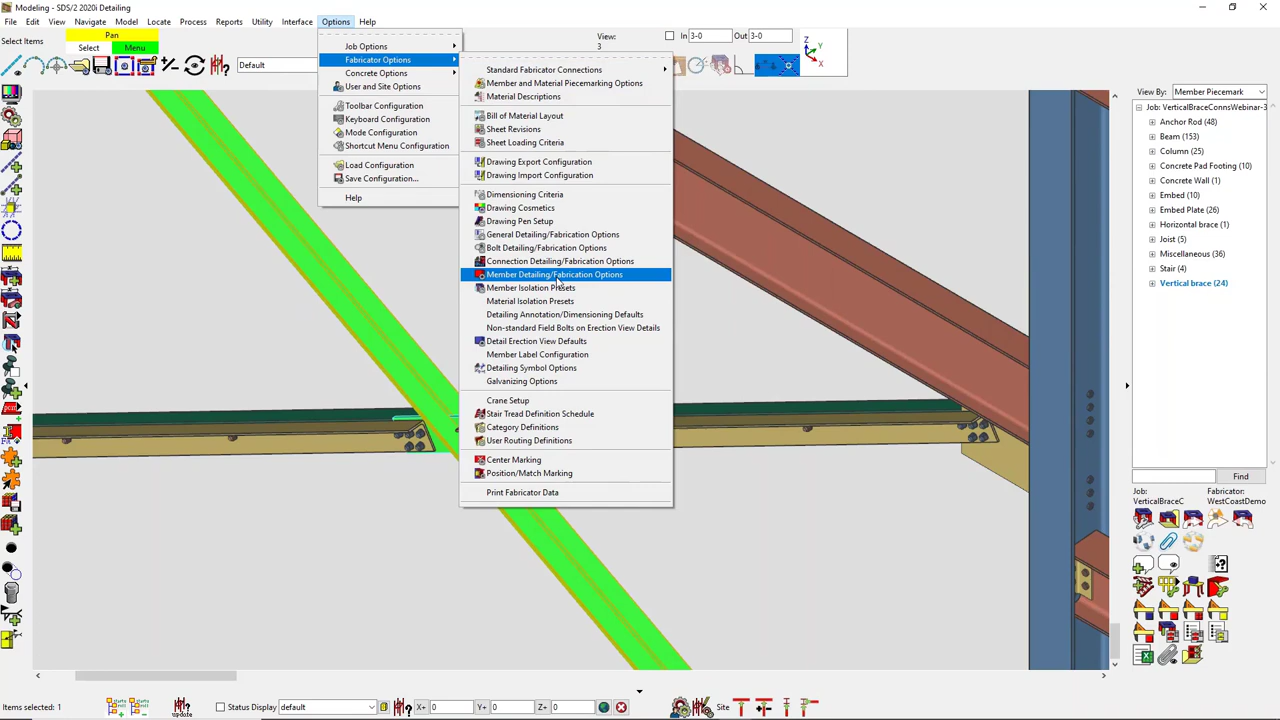 Modeling - SDS/2 2020i Detailing
File Edit View Navigate Model Locate Process Reports Utility Interface Options Help
Select Items
Pan
Select Menu
Default
View:
3
In 3-0 Out 3-0
Z Y X
Job Options
Fabricator Options
Concrete Options
User and Site Options
Toolbar Configuration
Keyboard Configuration
Mode Configuration
Shortcut Menu Configuration
Load Configuration
Save Configuration...
Help
Standard Fabricator Connections
Member and Material Piecemarking Options
Material Descriptions
Bill of Material Layout
Sheet Revisions
Sheet Loading Criteria
Drawing Export Configuration
Drawing Import Configuration
Dimensioning Criteria
Drawing Cosmetics
Drawing Pen Setup
General Detailing/Fabrication Options
Bolt Detailing/Fabrication Options
Connection Detailing/Fabrication Options
Member Detailing/Fabrication Options
Member Isolation Presets
Material Isolation Presets
Detailing Annotation/Dimensioning Defaults
Non-standard Field Bolts on Erection View Details
Detail Erection View Defaults
Member Label Configuration
Detailing Symbol Options
Galvanizing Options
Crane Setup
Stair Tread Definition Schedule
Category Definitions
User Routing Definitions
Center Marking
Position/Match Marking
Print Fabricator Data
View By: Member Piecemark
Job: VerticalBraceConnsWebinar-3
Anchor Rod (48)
Beam (153)
Column (25)
Concrete Pad Footing (10)
Concrete Wall (1)
Embed (10)
Embed Plate (26)
Horizontal brace (1)
Joist (5)
Miscellaneous (36)
Stair (4)
Vertical brace (24)
Find
Job: Fabricator:
VerticalBraceC WestCoastDemo
Items selected: 1
update
Status Display default
X+ 0 Y+ 0 Z+ 0
Site